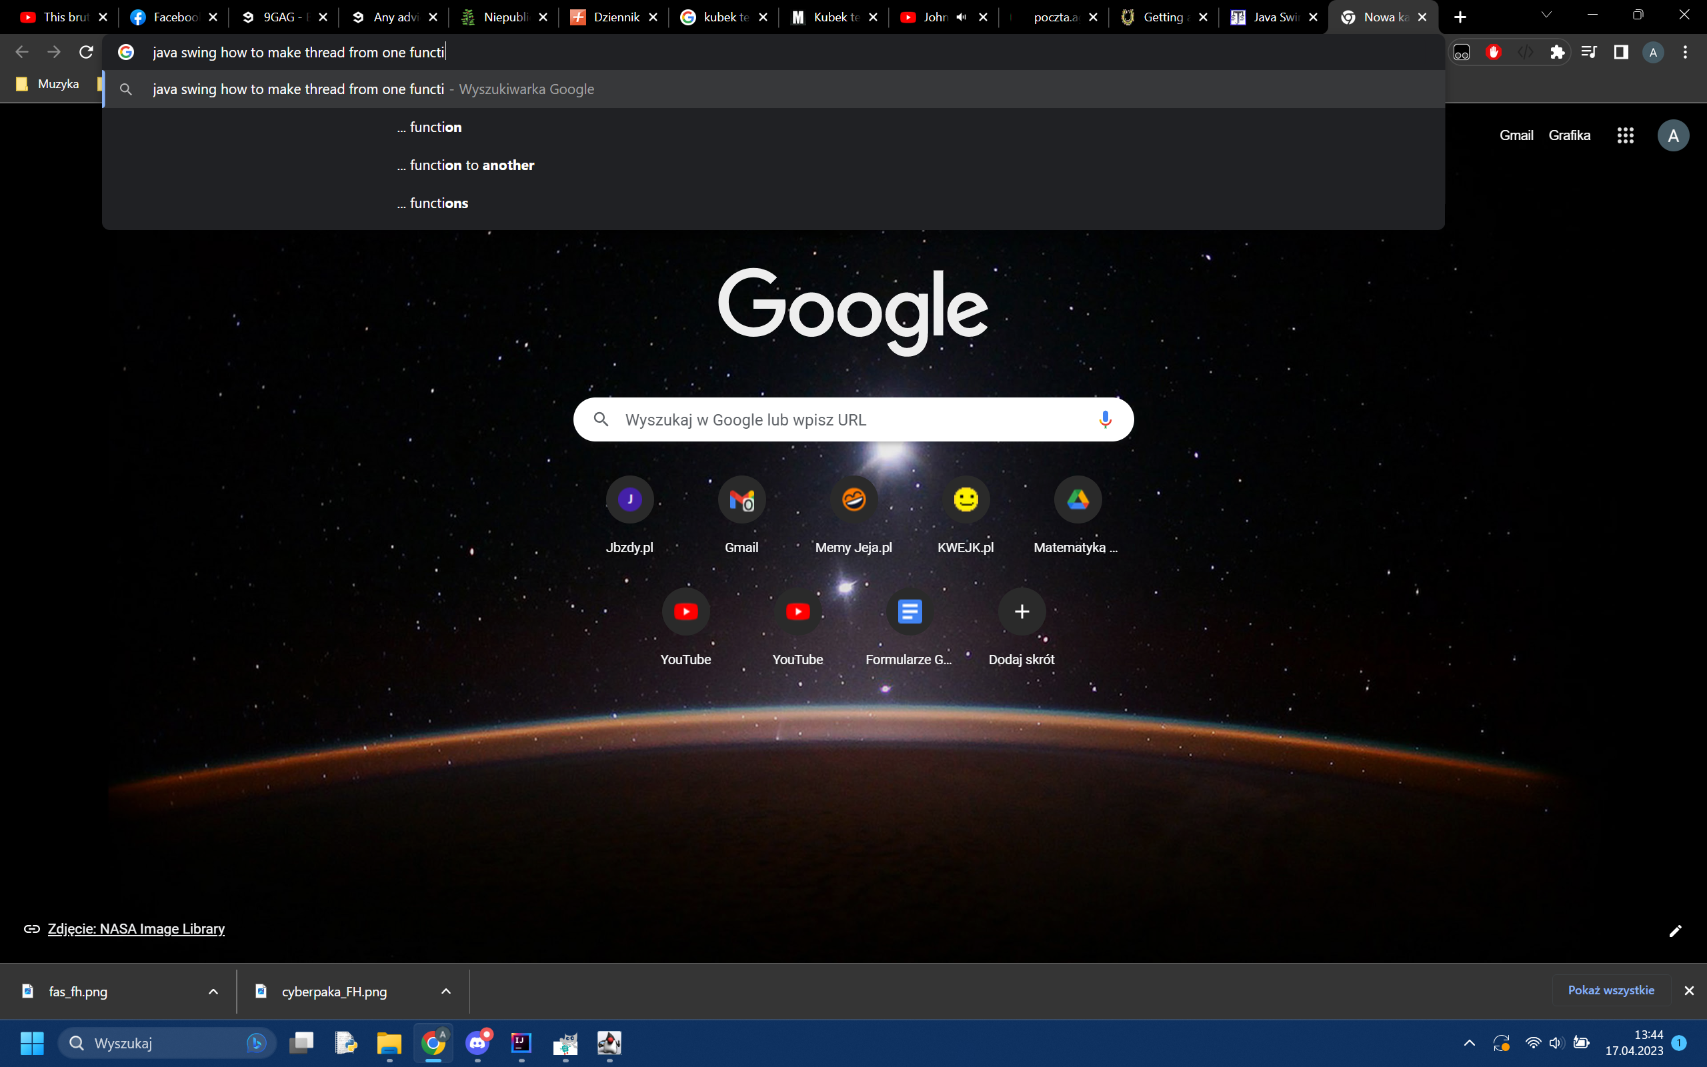 This brut
Faceboo
9GAG -
Any advi
Niepubli
Dziennik
kubek te
Kubek te
John
poczta.a
Getting a
Java Swi
Nowa ka
java swing how to make thread from one functi
Muzyka
java swing how to make thread from one functi - Wyszukiwarka Google
... function
... function to another
... functions
Gmail
Grafika
A
Google
Wyszukaj w Google lub wpisz URL
Jbzdy.pl
Gmail
Memy Jeja.pl
KWEJK.pl
Matematyka ...
YouTube
YouTube
Formularze G...
Dodaj skrót
Zdjęcie: NASA Image Library
fas_fh.png
cyberpaka_FH.png
Pokaż wszystkie
Wyszukaj
13:44
17.04.2023
1